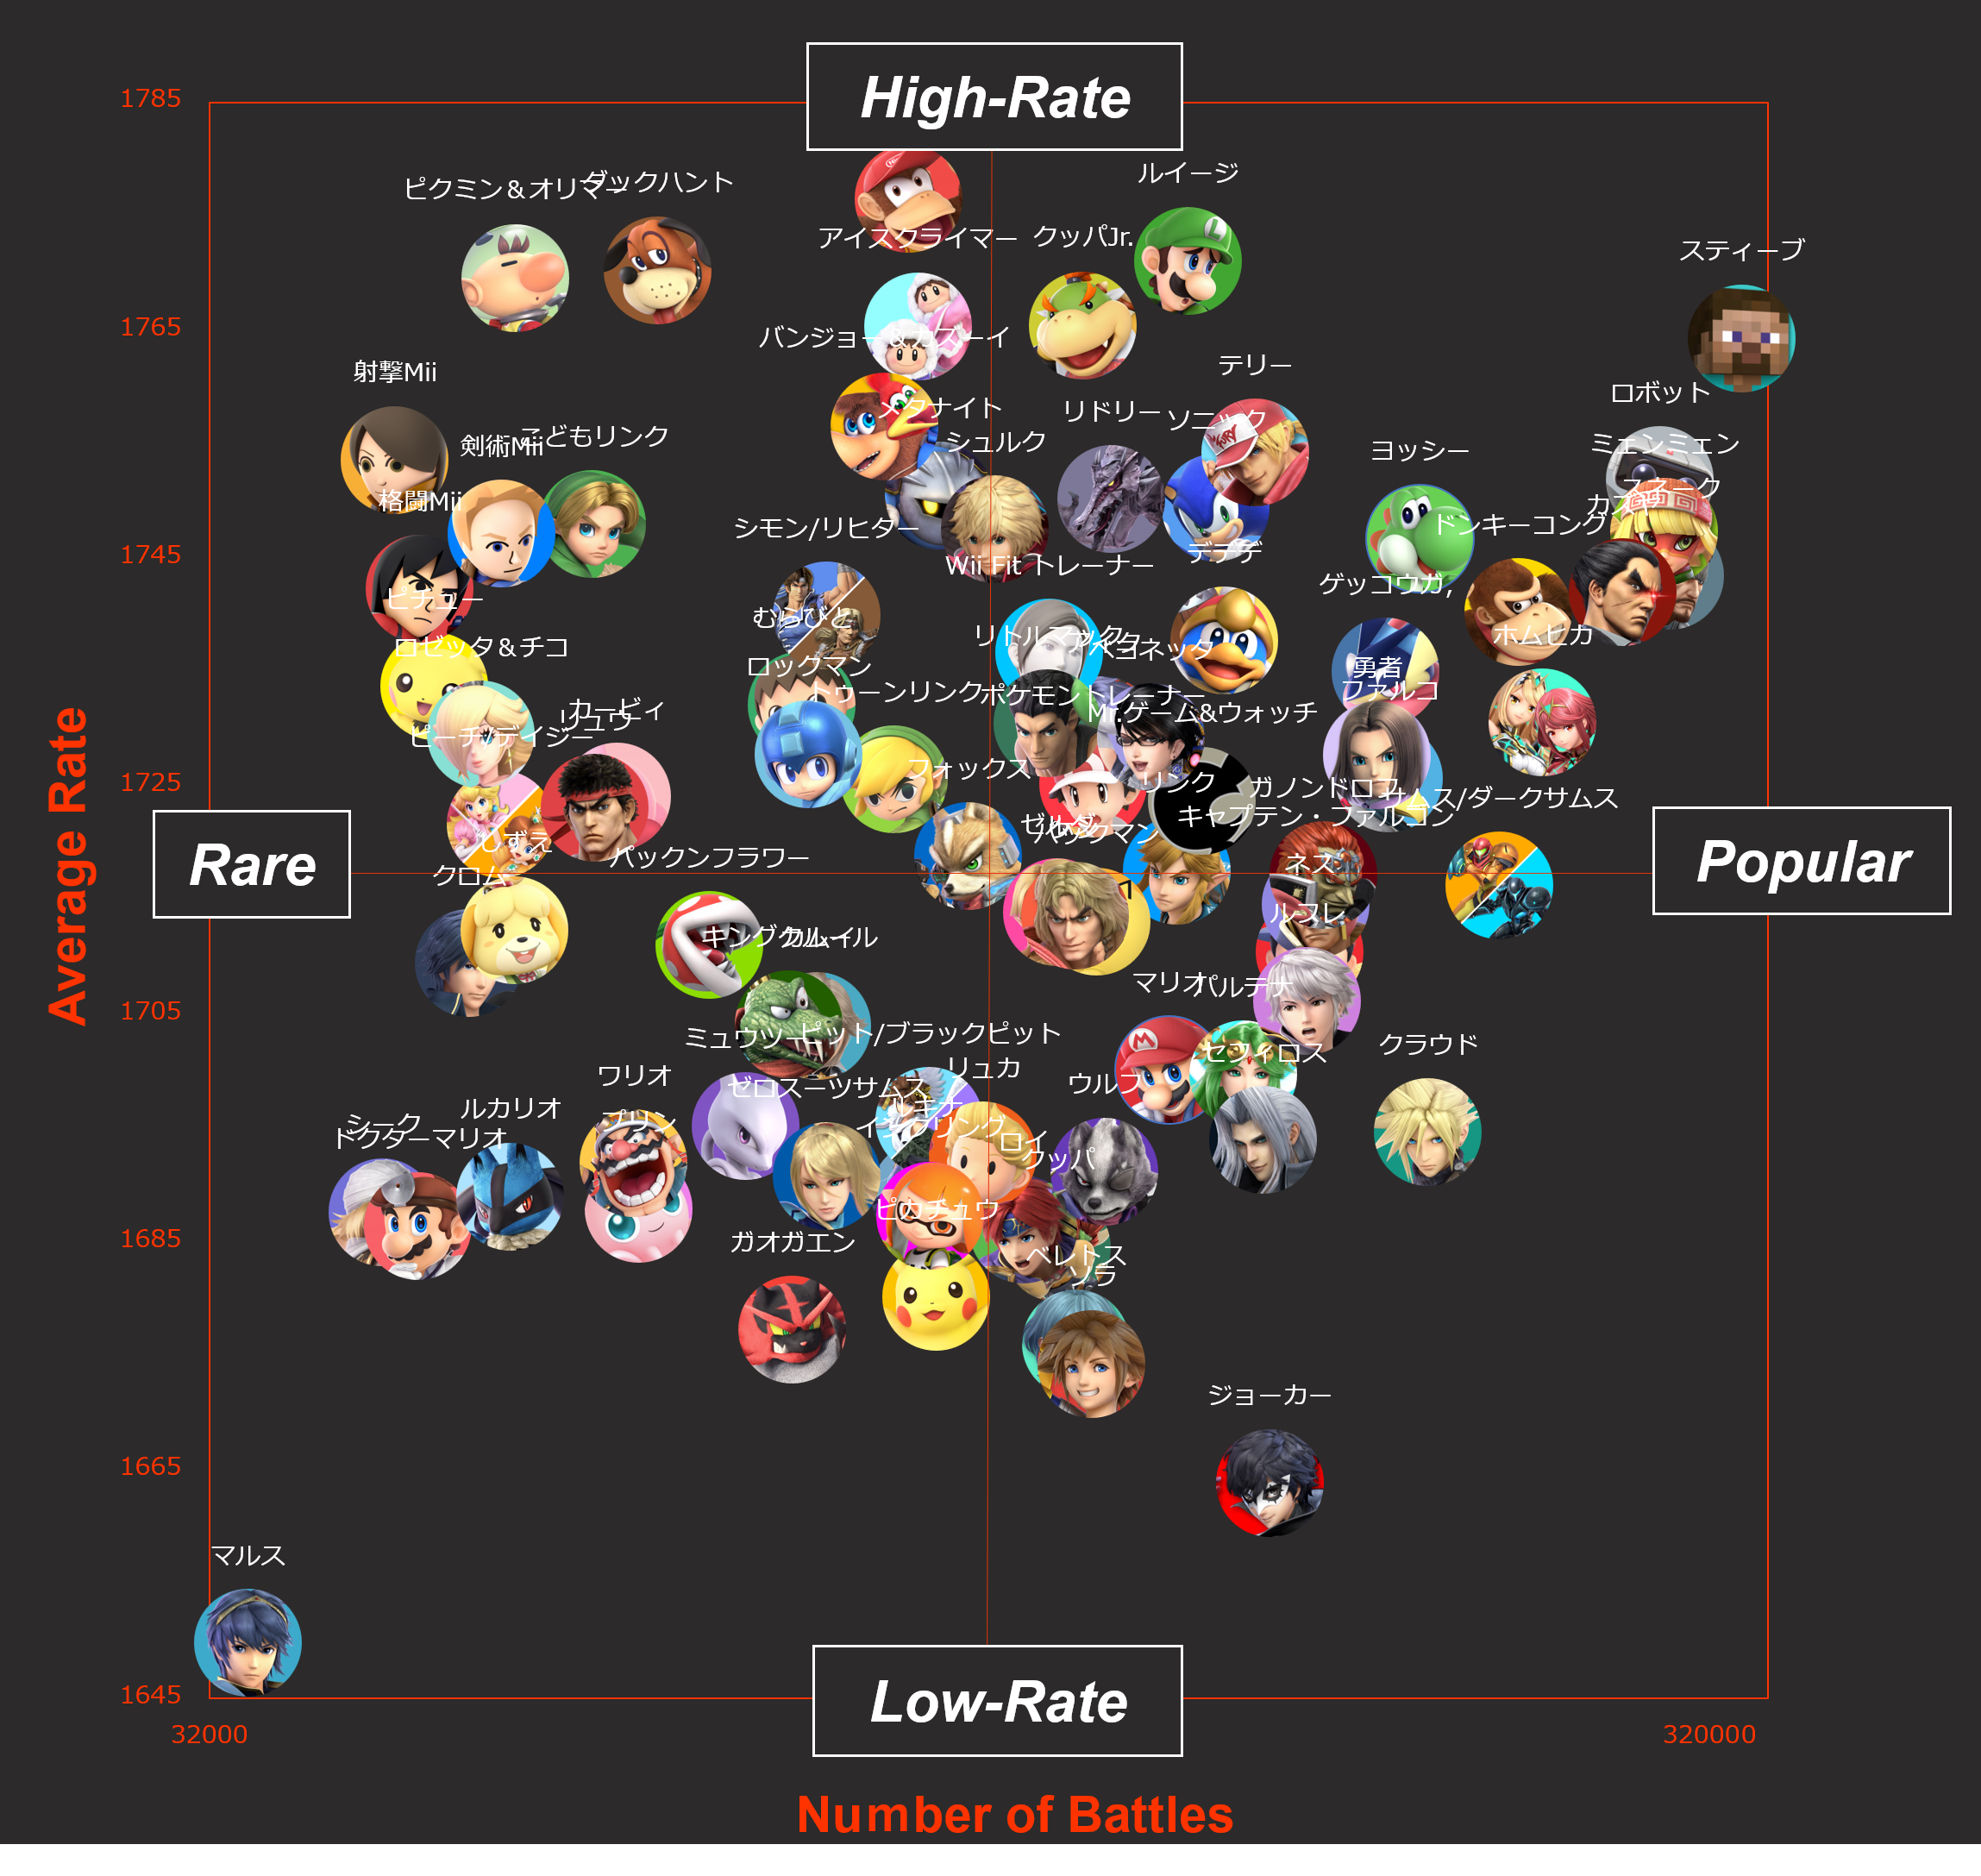 1785
High-Rate
ルイージ
ダックハント
ピクミン＆オリマー
アイスクライマー
クッパJr.
スティーブ
1765
バンジョー＆カズーイ
テリー
射撃Mii
ロボット
メタナイト
リドリー
ソニック
こどもリンク
剣術Mii
シュルク
ミェンミェン
ヨッシー
スネーク
格闘Mii
カズヤ
ドンキーコング
シモン/リヒター
1745
デデデ
Wii Fit トレーナー
ゲッコウガ,
ピチュー
むらびと
リトルマック
ホムヒカ
ロゼッタ＆チコ
ベヨネッタ
ロックマン
勇者
トゥーンリンク
ポケモントレーナー
ファルコ
カービィ
リュウ
Mr.ゲーム&ウォッチ
ピーチ/デイジー
フォックス
1725
リンク
ガノンドロフ
サムス/ダークサムス
キャプテン・ファルコン
ゼルダ
パックマン
しずえ
パックンフラワー
Rare
Popular
ネス
クロム
ルフレ
キングクルール
カムイ
マリオ
パルテナ
1705
ミュウツー
ピット/ブラックピット
クラウド
セフィロス
リュカ
ワリオ
ウルフ
ゼロスーツサムス
ルキナ
ルカリオ
シーク
プリン
インクリング
ドクターマリオ
ロイ
クッパ
ピカチュウ
1685
ガオガエン
ベレトス
ソラ
ジョーカー
1665
マルス
1645
Low-Rate
32000
320000
Number of Battles
Average Rate